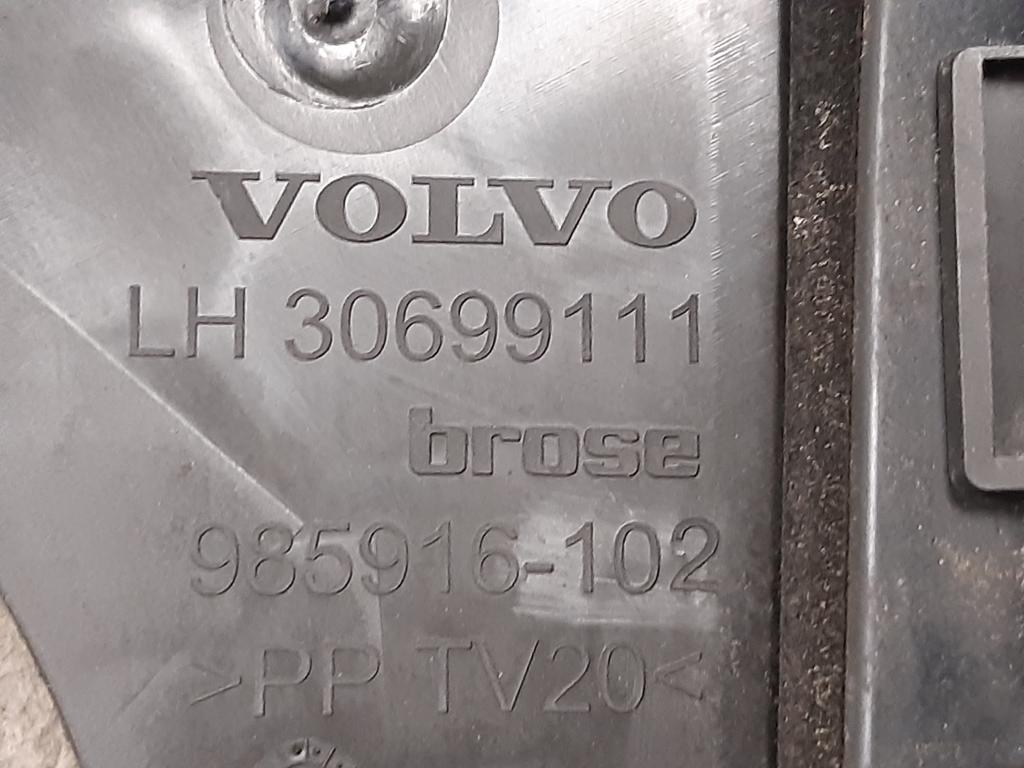 VOLVO
LH 30699111
brose
985916-102
>PP TV20<